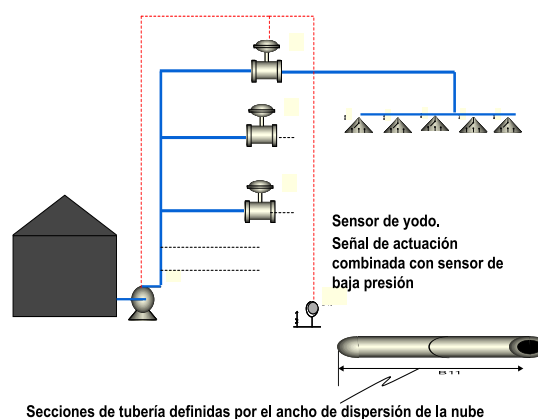 Sensor de yodo.
Señal de actuación
combinada con sensor de
baja presión
B11
Secciones de tubería definidas por el ancho de dispersión de la nube